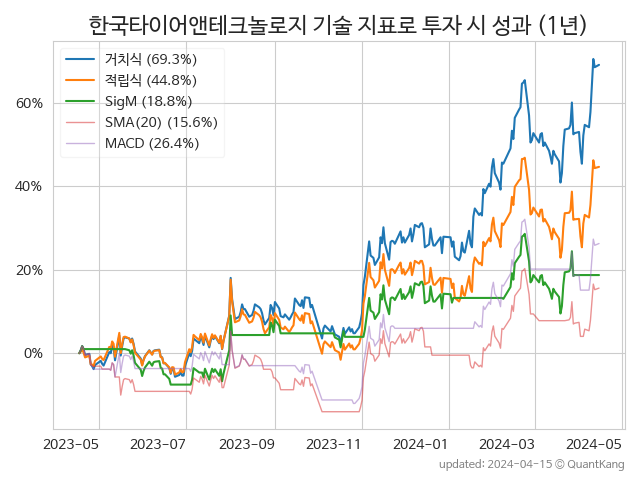 한국타이어앤테크놀로지 기술 지표로 투자 시 성과 (1년)
거치식 (69.3%)
적립식 (44.8%)
SigM (18.8%)
SMA(20) (15.6%)
MACD (26.4%)
60%
40%
20%
0%
2023-05 2023-07 2023-09 2023-11 2024-01 2024-03 2024-05
updated: 2024-04-15 © QuantKang